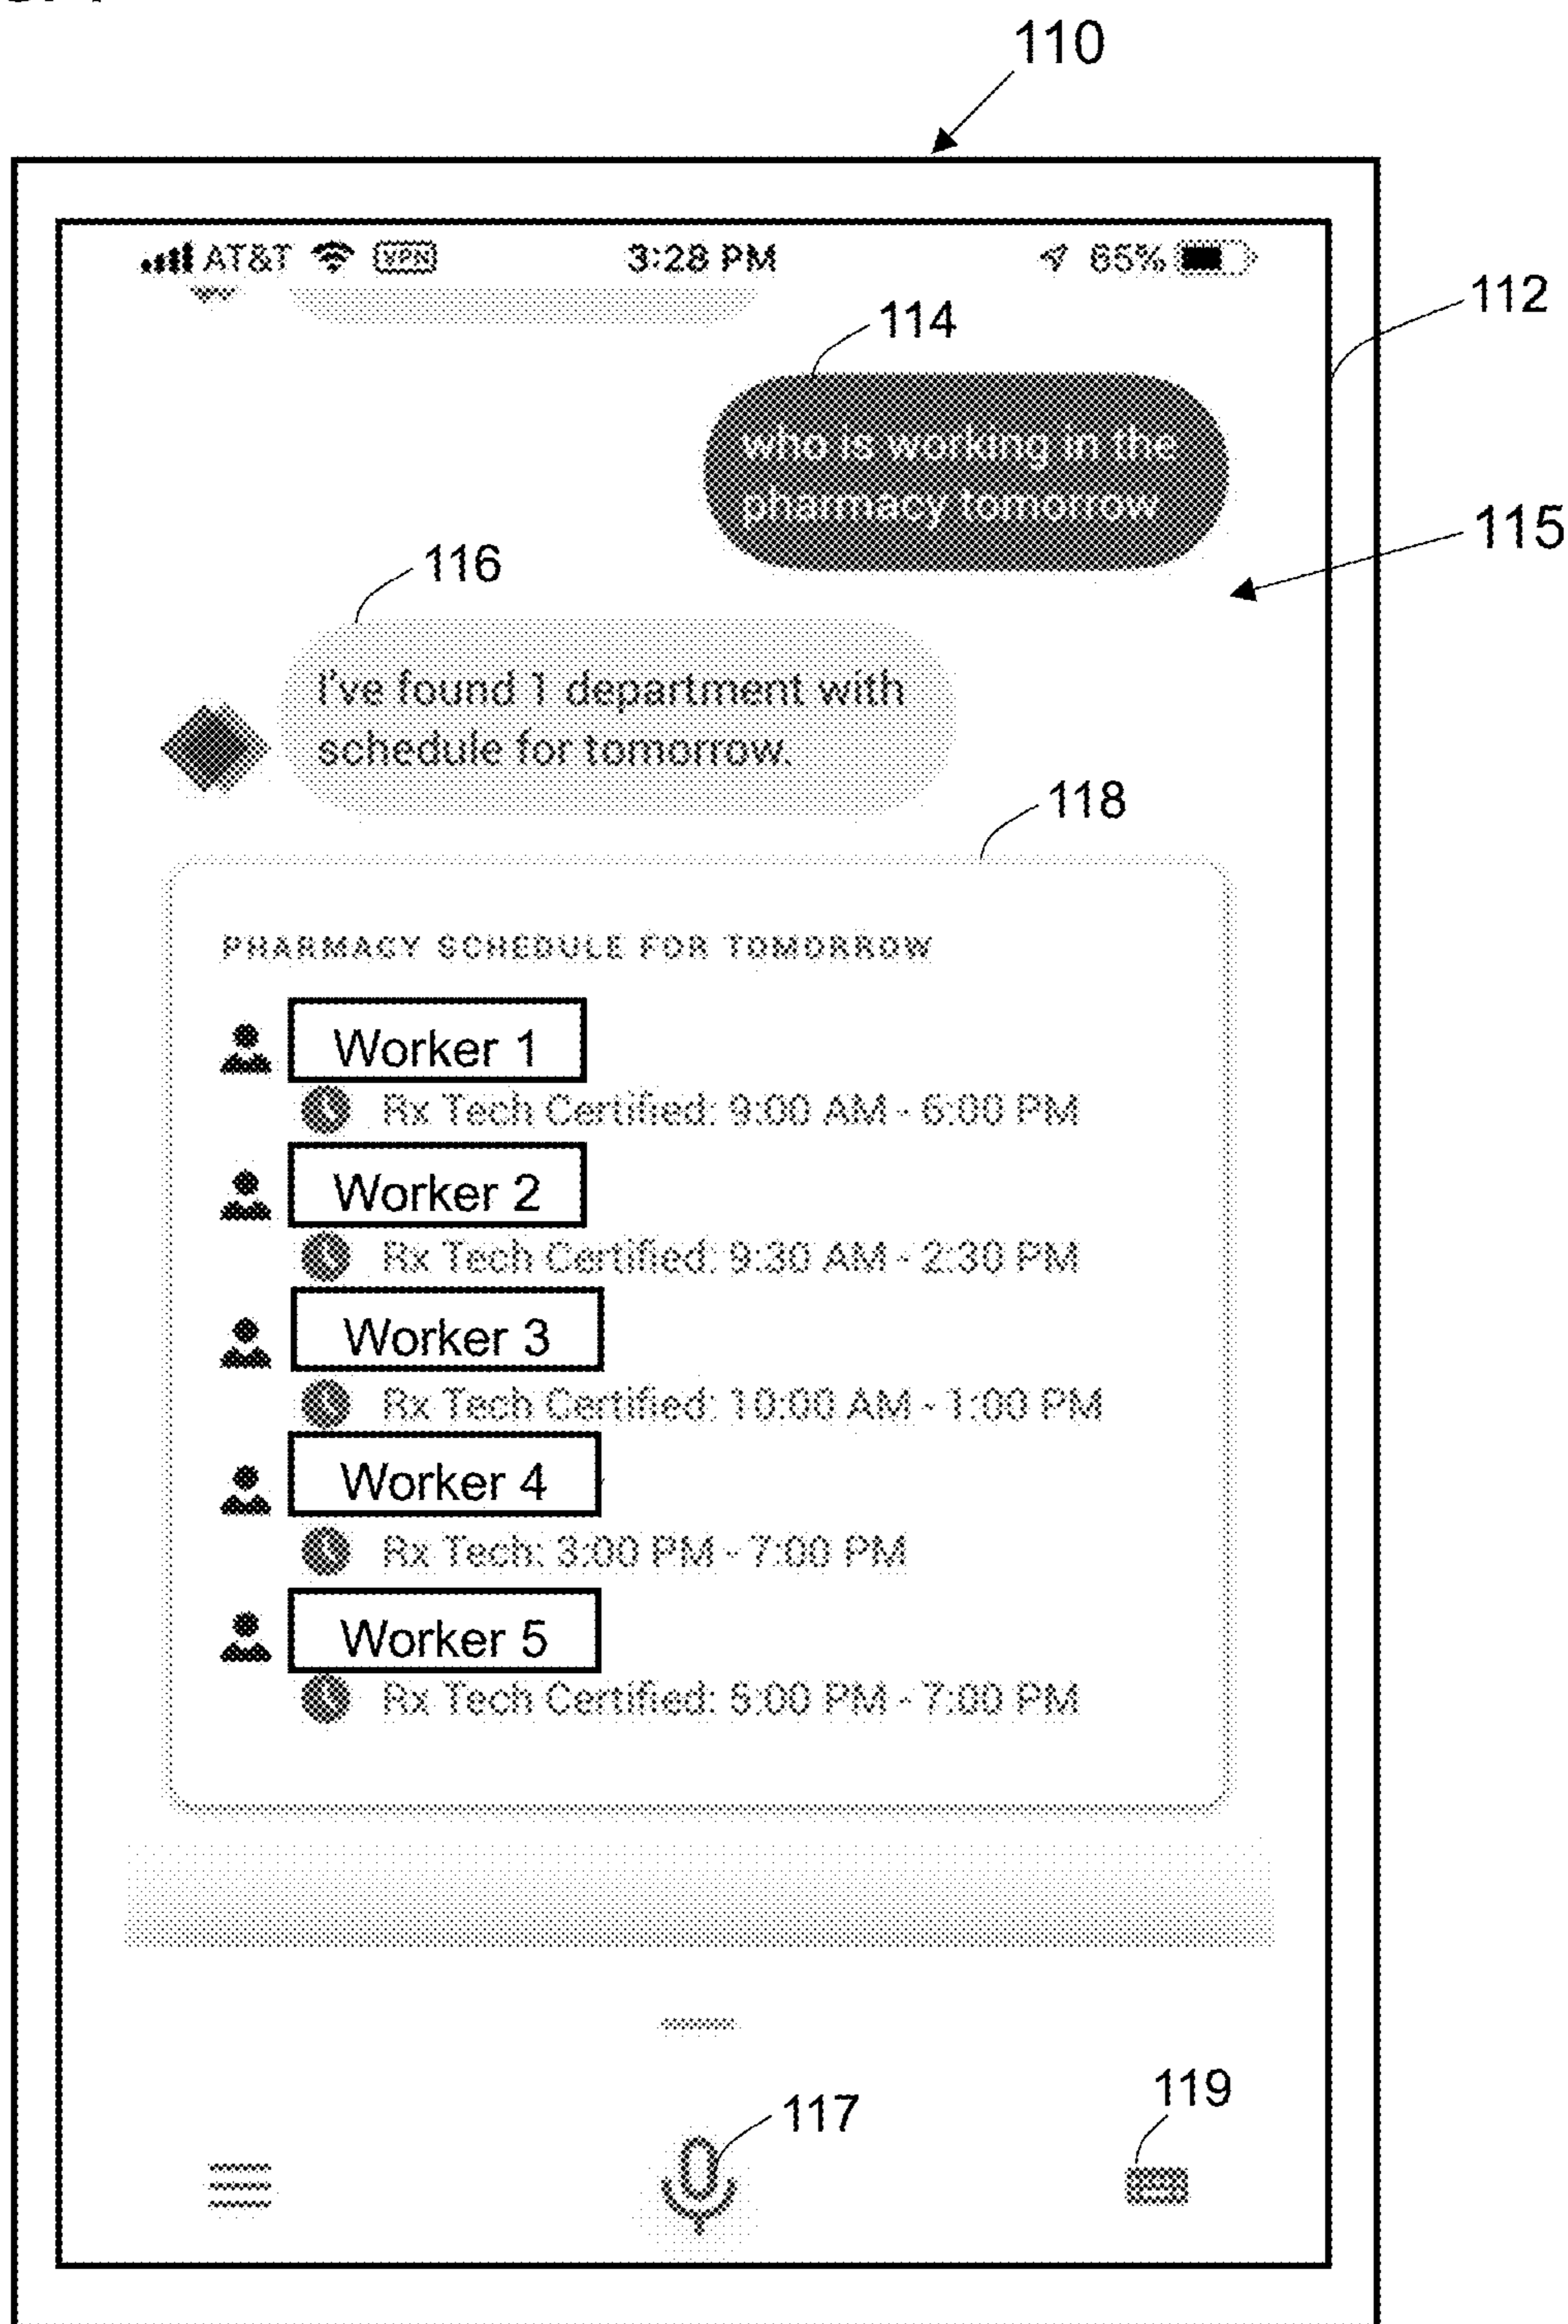 110
AT&T VPN 3:28 PM 65%
112
114
who is working in the
pharmacy tomorrow
115
116
I've found 1 department with
schedule for tomorrow.
118
PHARMACY SCHEDULE FOR TOMORROW
Worker 1
Rx Tech Certified: 9:00 AM - 6:00 PM
Worker 2
Rx Tech Certified: 9:30 AM - 2:30 PM
Worker 3
Rx Tech Certified: 10:00 AM - 1:00 PM
Worker 4
Rx Tech: 3:00 PM - 7:00 PM
Worker 5
Rx Tech Certified: 5:00 PM - 7:00 PM
117
119